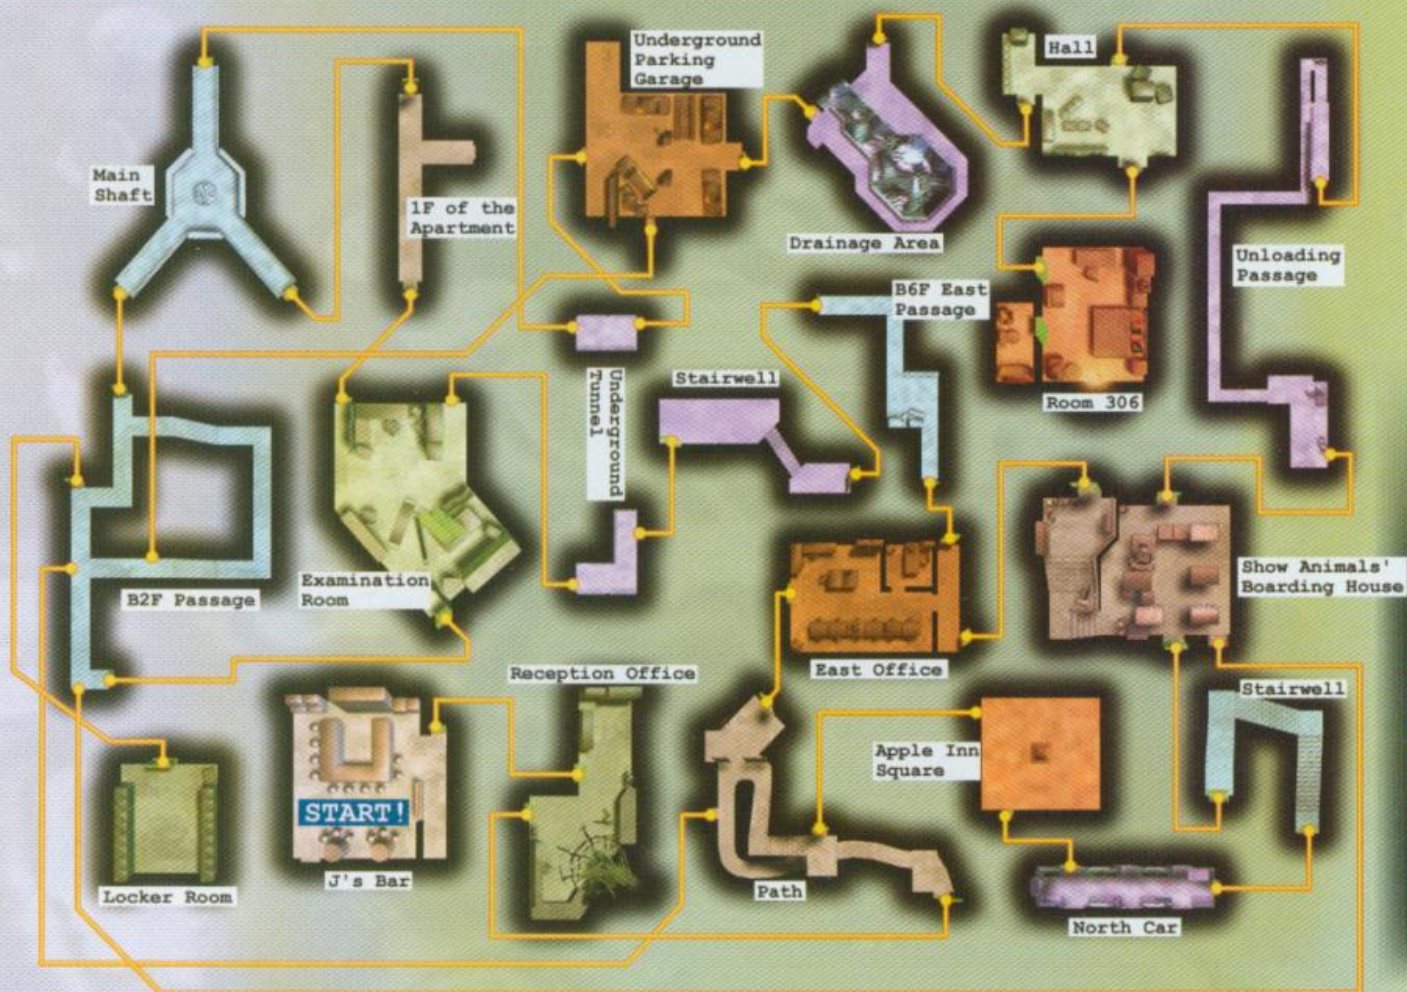 Underground
Parking
Garage
Hall
Main
Shaft
1F of the
Apartment
Drainage Area
Unloading
Passage
B6F East
Passage
Underground
Tunnel
Stairwell
Room 306
Examination
Room
B2F Passage
Show Animals'
Boarding House
Reception Office
East Office
Stairwell
Apple Inn
Square
START!
J's Bar
Locker Room
Path
North Car